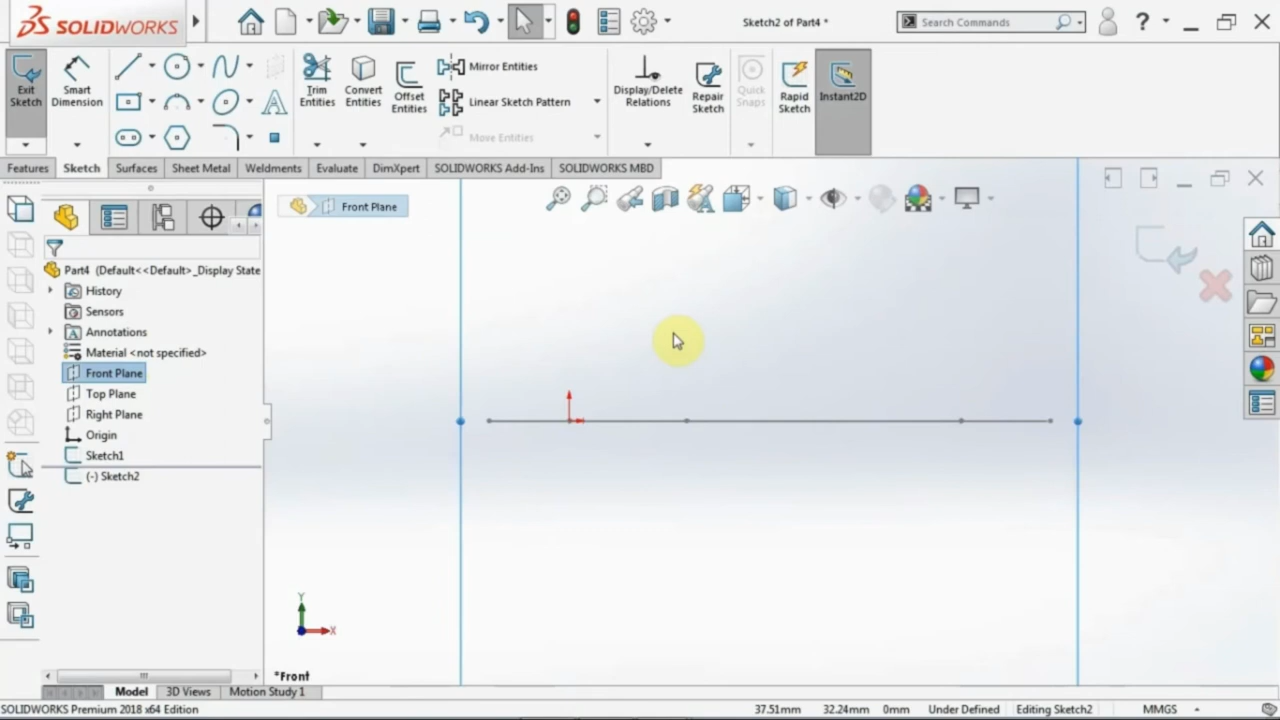 SOLIDWORKS
Sketch2 of Part4 *
Search Commands
?
Exit Sketch
Smart Dimension
Trim Entities
Convert Entities
Offset Entities
Mirror Entities
Linear Sketch Pattern
Move Entities
Display/Delete Relations
Repair Sketch
Quick Snaps
Rapid Sketch
Instant2D
Features
Sketch
Surfaces
Sheet Metal
Weldments
Evaluate
DimXpert
SOLIDWORKS Add-Ins
SOLIDWORKS MBD
Front Plane
Part4 (Default<<Default>_Display State
History
Sensors
Annotations
Material <not specified>
Front Plane
Top Plane
Right Plane
Origin
Sketch1
(-) Sketch2
Y
X
*Front
Model
3D Views
Motion Study 1
SOLIDWORKS Premium 2018 x64 Edition
37.51mm
32.24mm
0mm
Under Defined
Editing Sketch2
MMGS